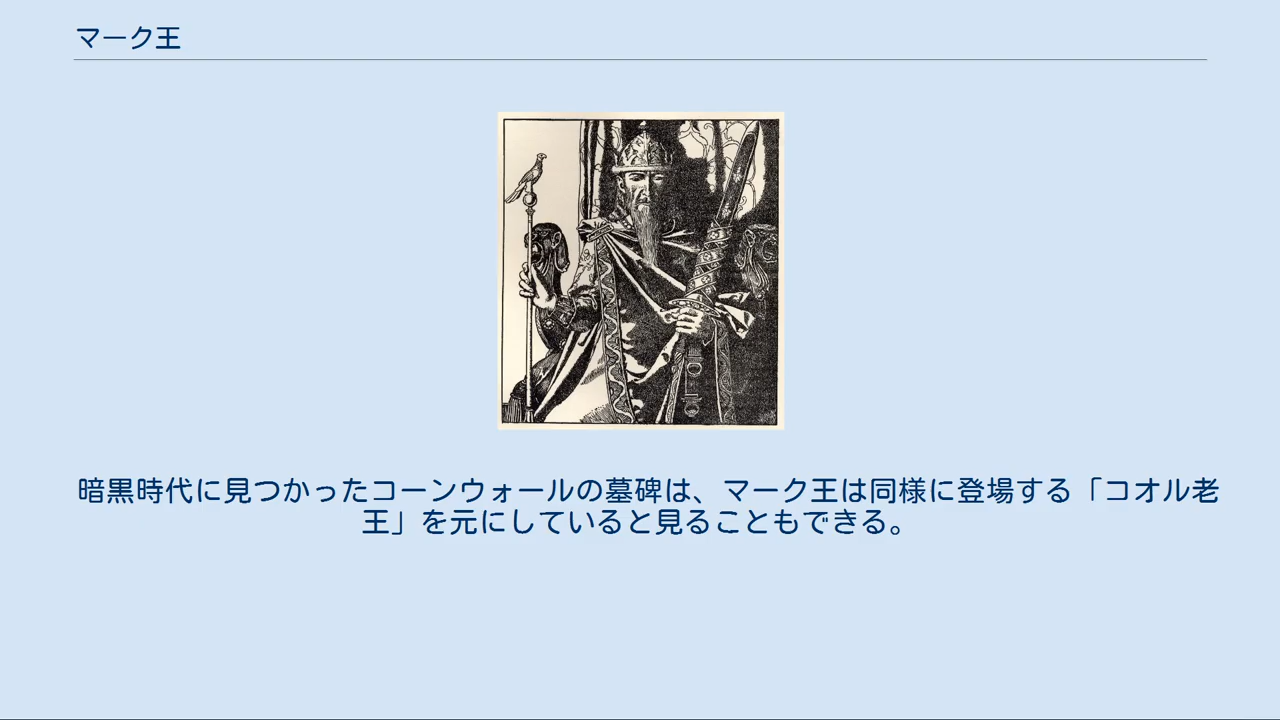 マーク王
暗黒時代に見つかったコーンウォールの墓碑は、マーク王は同様に登場する「コオル老
王」を元にしていると見ることもできる。